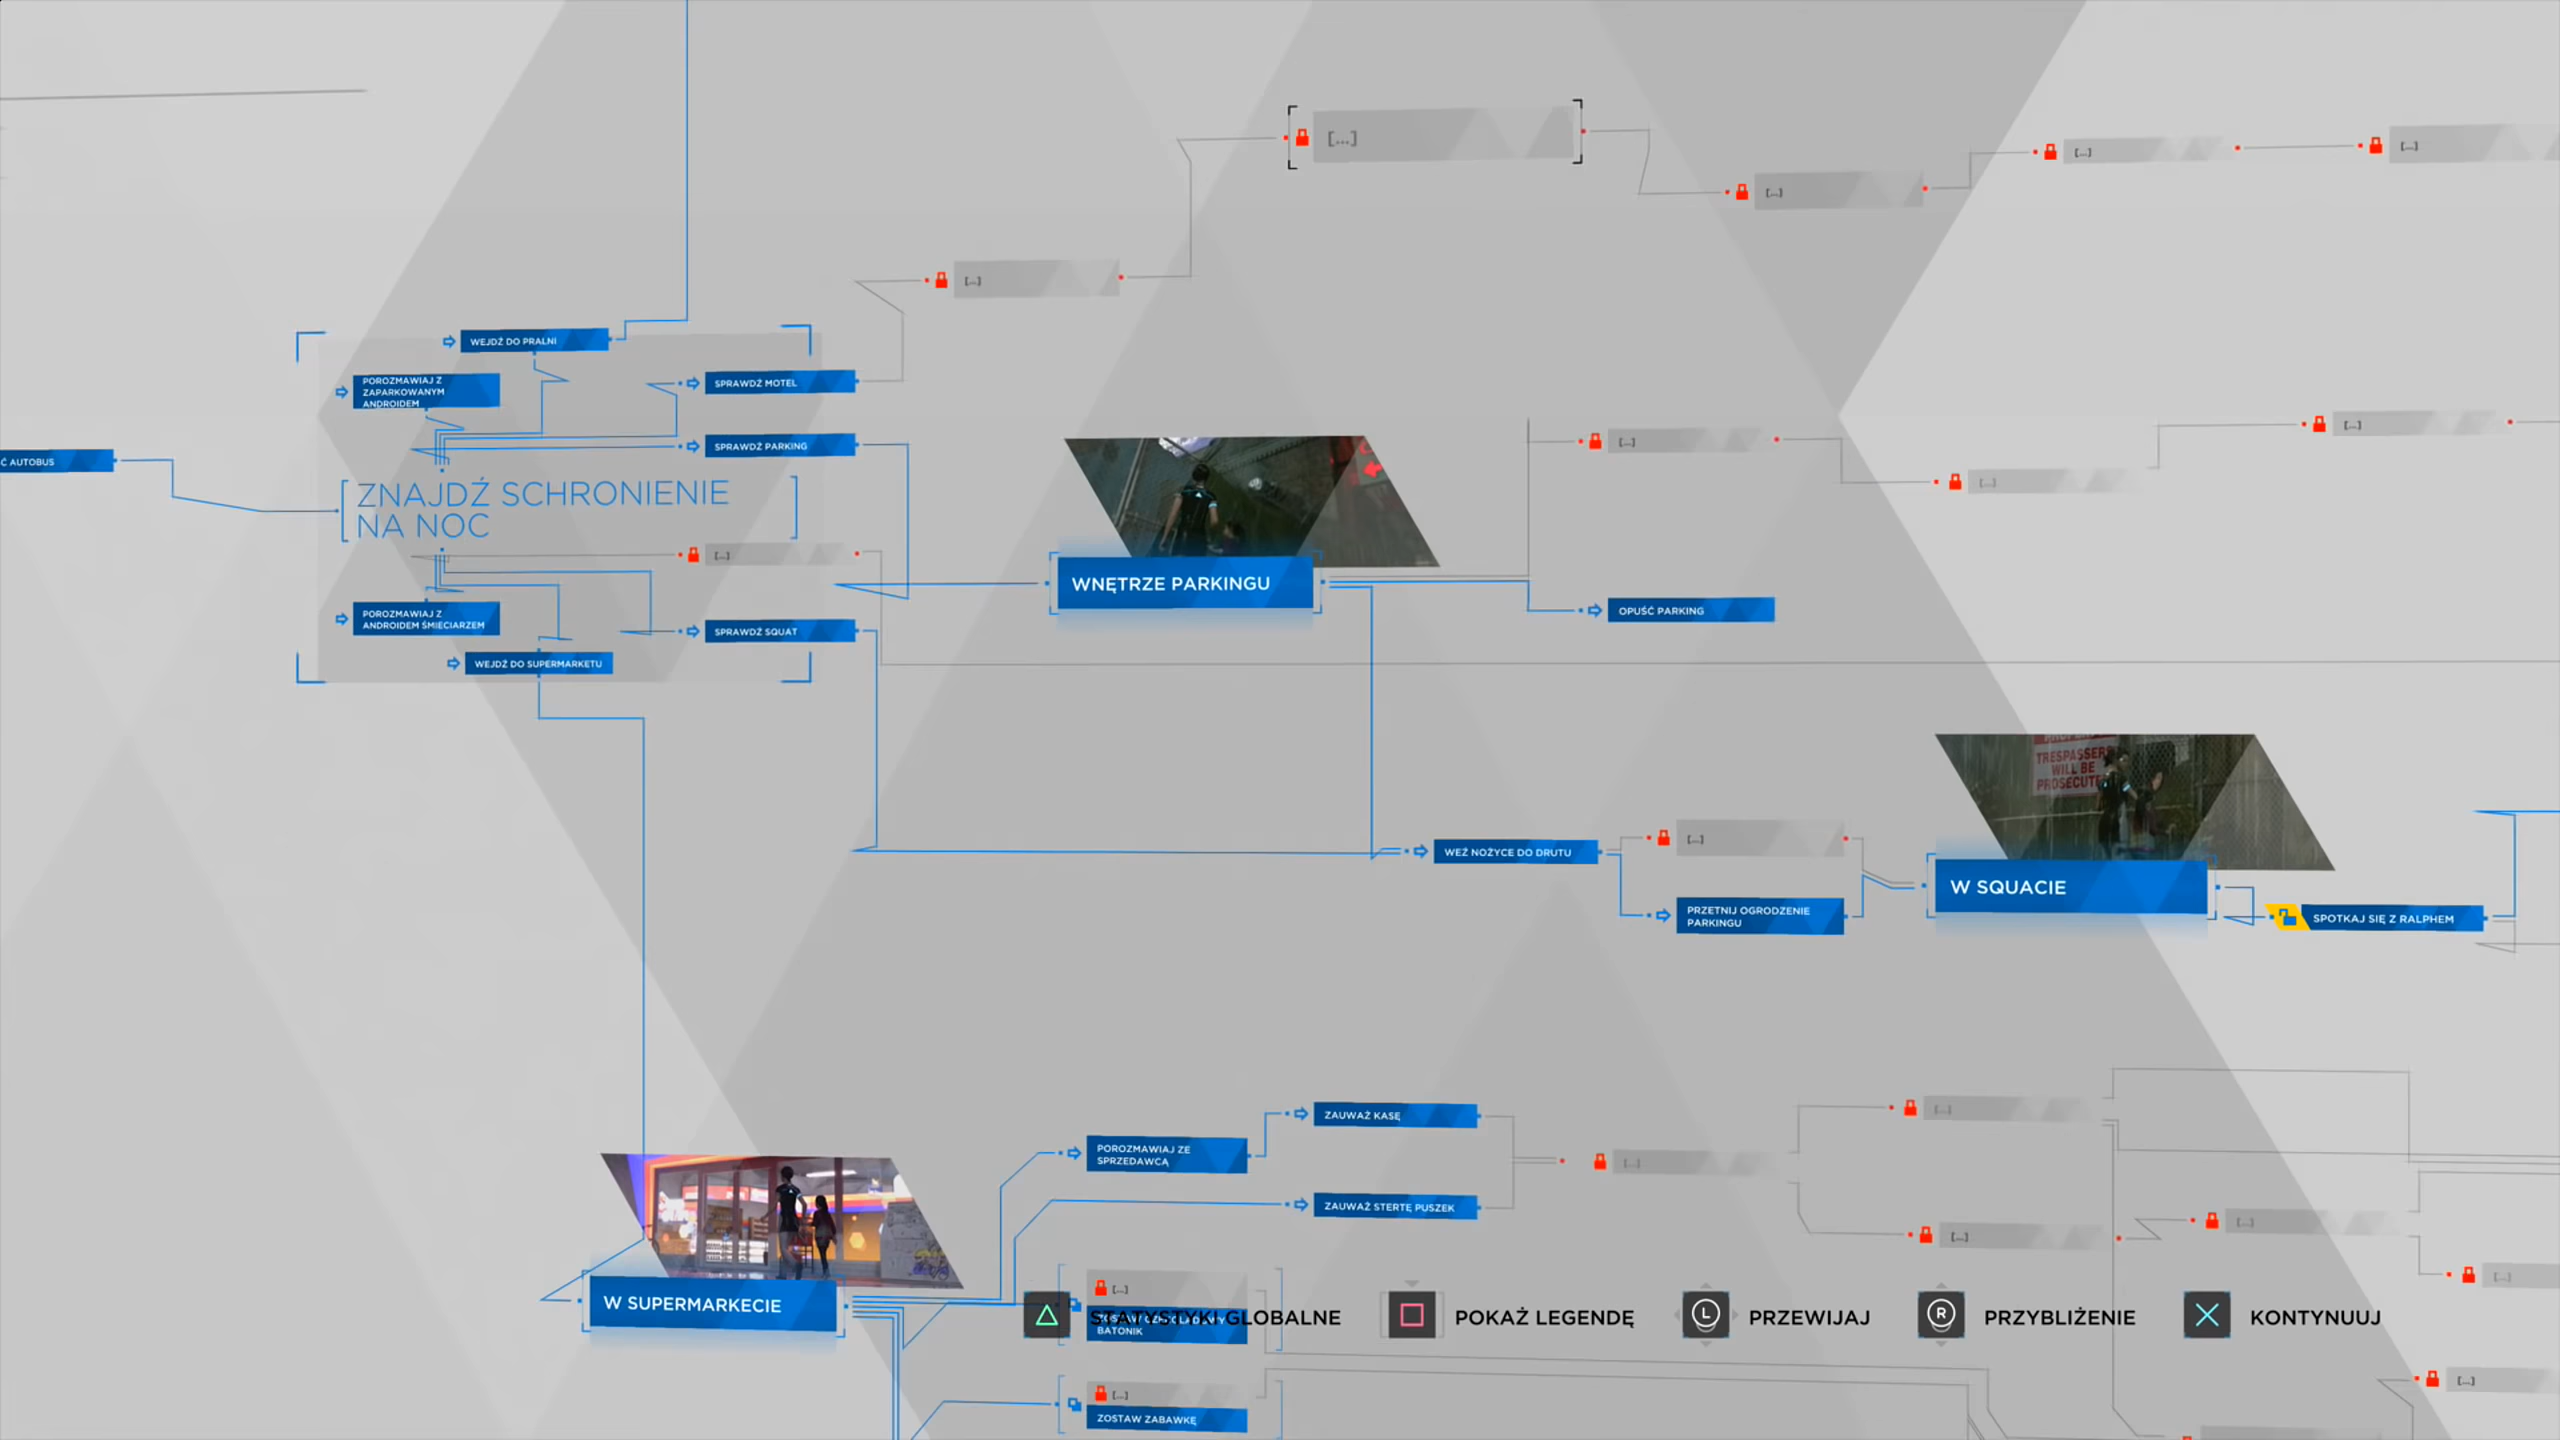 [...]
[...]
[...]
[...]
[...]
WEJDŹ DO PRALNI
POROZMAWIAJ Z
ZAPARKOWANYM
ANDROIDEM
SPRAWDŹ MOTEL
SPRAWDŹ PARKING
Ć AUTOBUS
ZNAJDŹ SCHRONIENIE
NA NOC
[...]
POROZMAWIAJ Z
ANDROIDEM ŚMIECIARZEM
SPRAWDŹ SQUAT
WEJDŹ DO SUPERMARKETU
WNĘTRZE PARKINGU
[...]
[...]
[...]
OPUŚĆ PARKING
TRESPASSERS
WILL BE
PROSECUTE
WEŹ NOŻYCE DO DRUTU
[...]
PRZETNIJ OGRODZENIE
PARKINGU
W SQUACIE
SPOTKAJ SIĘ Z RALPHEM
ZAUWAŻ KASĘ
POROZMAWIAJ ZE
SPRZEDAWCĄ
ZAUWAŻ STERTĘ PUSZEK
[...]
[...]
[...]
[...]
[...]
W SUPERMARKECIE
[...]
ZOSTAW CZEKOLADOWY
BATONIK
STATYSTYKI GLOBALNE
POKAŻ LEGENDĘ
L
PRZEWIJAJ
R
PRZYBLIŻENIE
KONTYNUUJ
[...]
ZOSTAW ZABAWKĘ
[...]